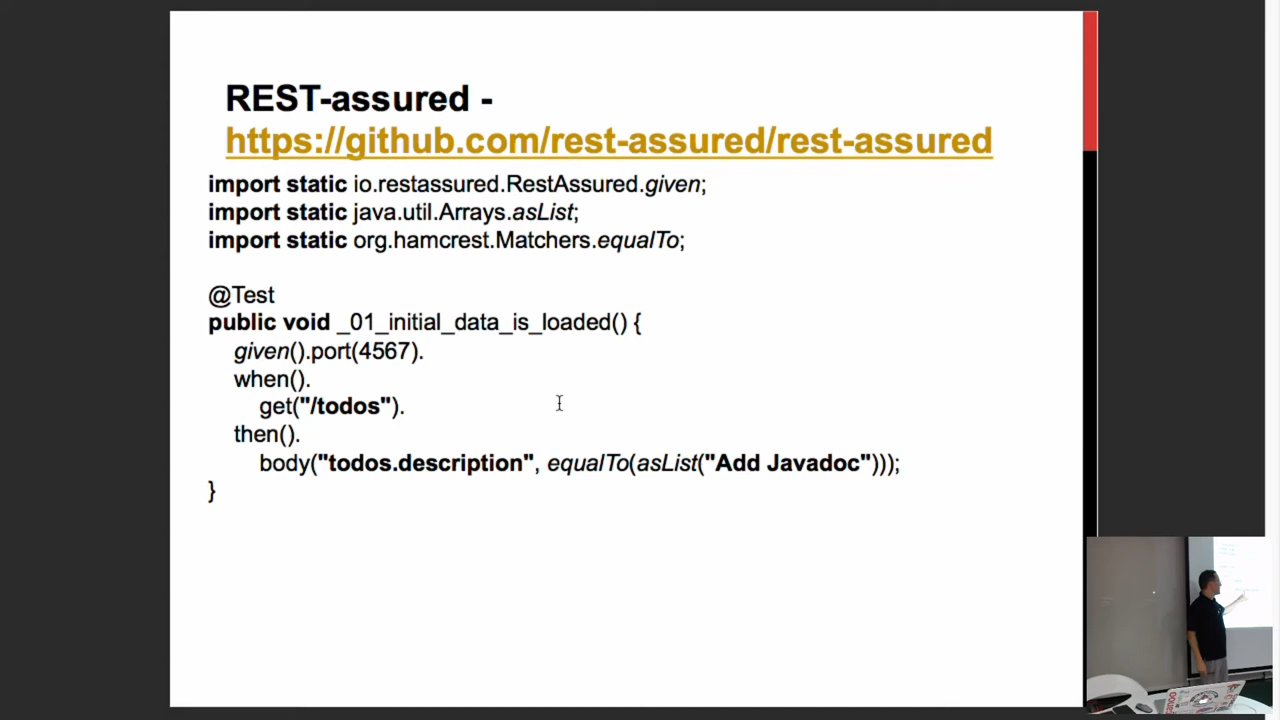 REST-assured -
https://github.com/rest-assured/rest-assured
import static io.restassured.RestAssured.given;
import static java.util.Arrays.asList;
import static org.hamcrest.Matchers.equalTo;
@Test
public void _01_initial_data_is_loaded() {
given().port(4567).
when().
get("/todos").
then().
body("todos.description", equalTo(asList("Add Javadoc")));
}